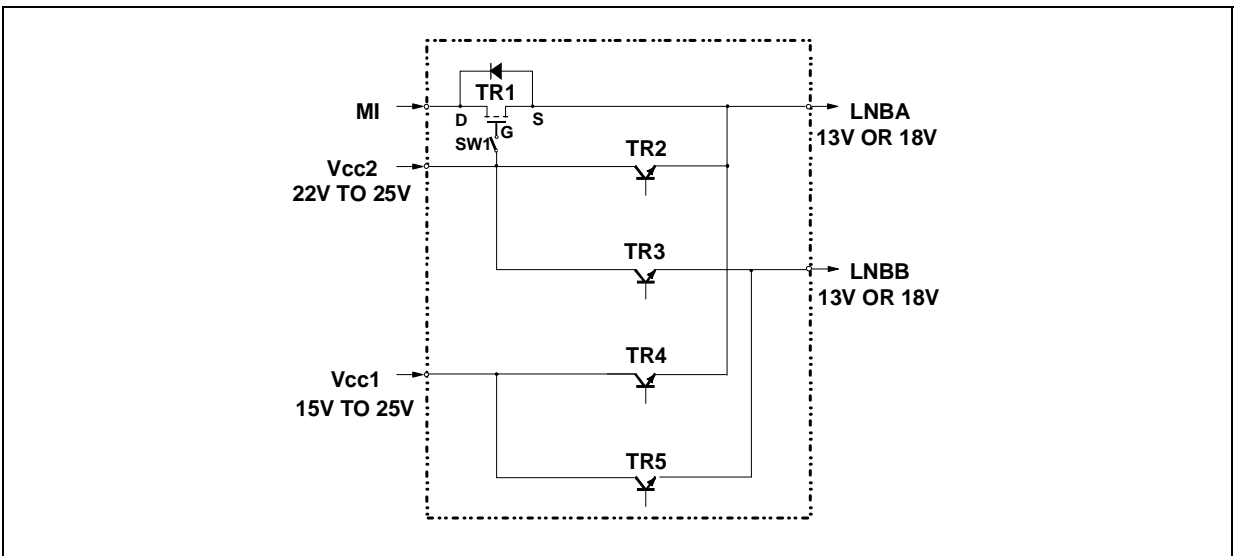 TR1
MI
D
S
G
LNBA
13V OR 18V
SW1
TR2
Vcc2
22V TO 25V
TR3
LNBB
13V OR 18V
TR4
Vcc1
15V TO 25V
TR5